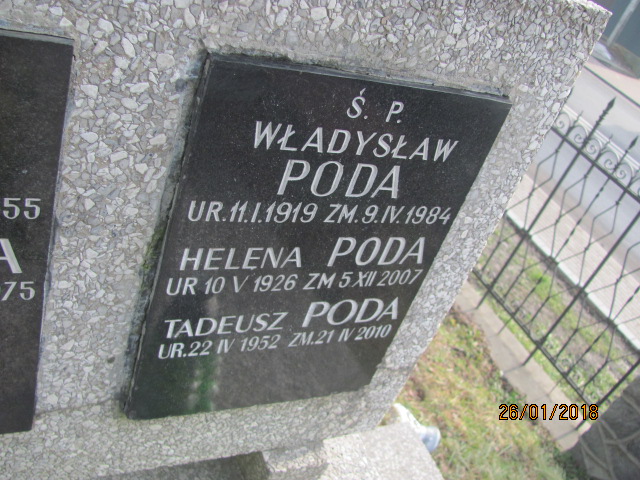 55
A
75
Ś. P.
WŁADYSŁAW
PODA
UR.11.I.1919 ZM.9.IV.1984
HELENA PODA
UR 10 V 1926 ZM 5 XII 2007
TADEUSZ PODA
UR.22 IV 1952 ZM.21 IV 2010
26/01/2018